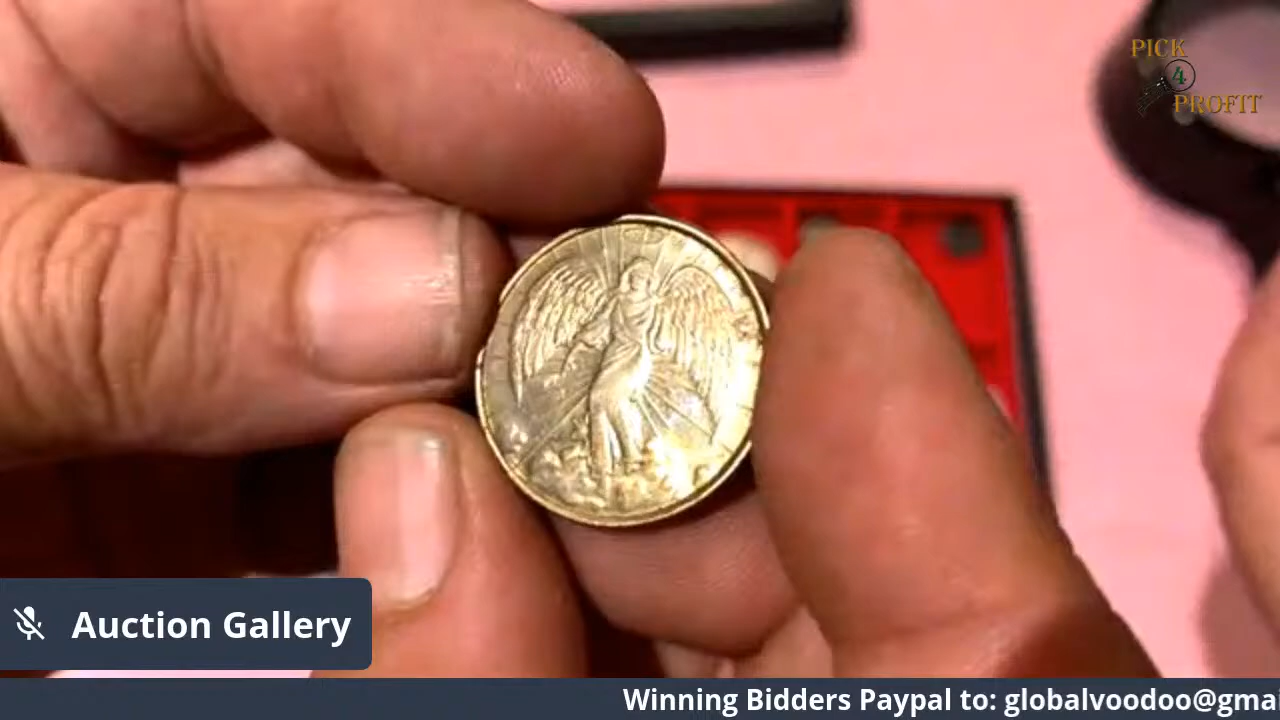 PICK
4
PROFIT
Auction Gallery
Winning Bidders Paypal to: globalvoodoo@gma